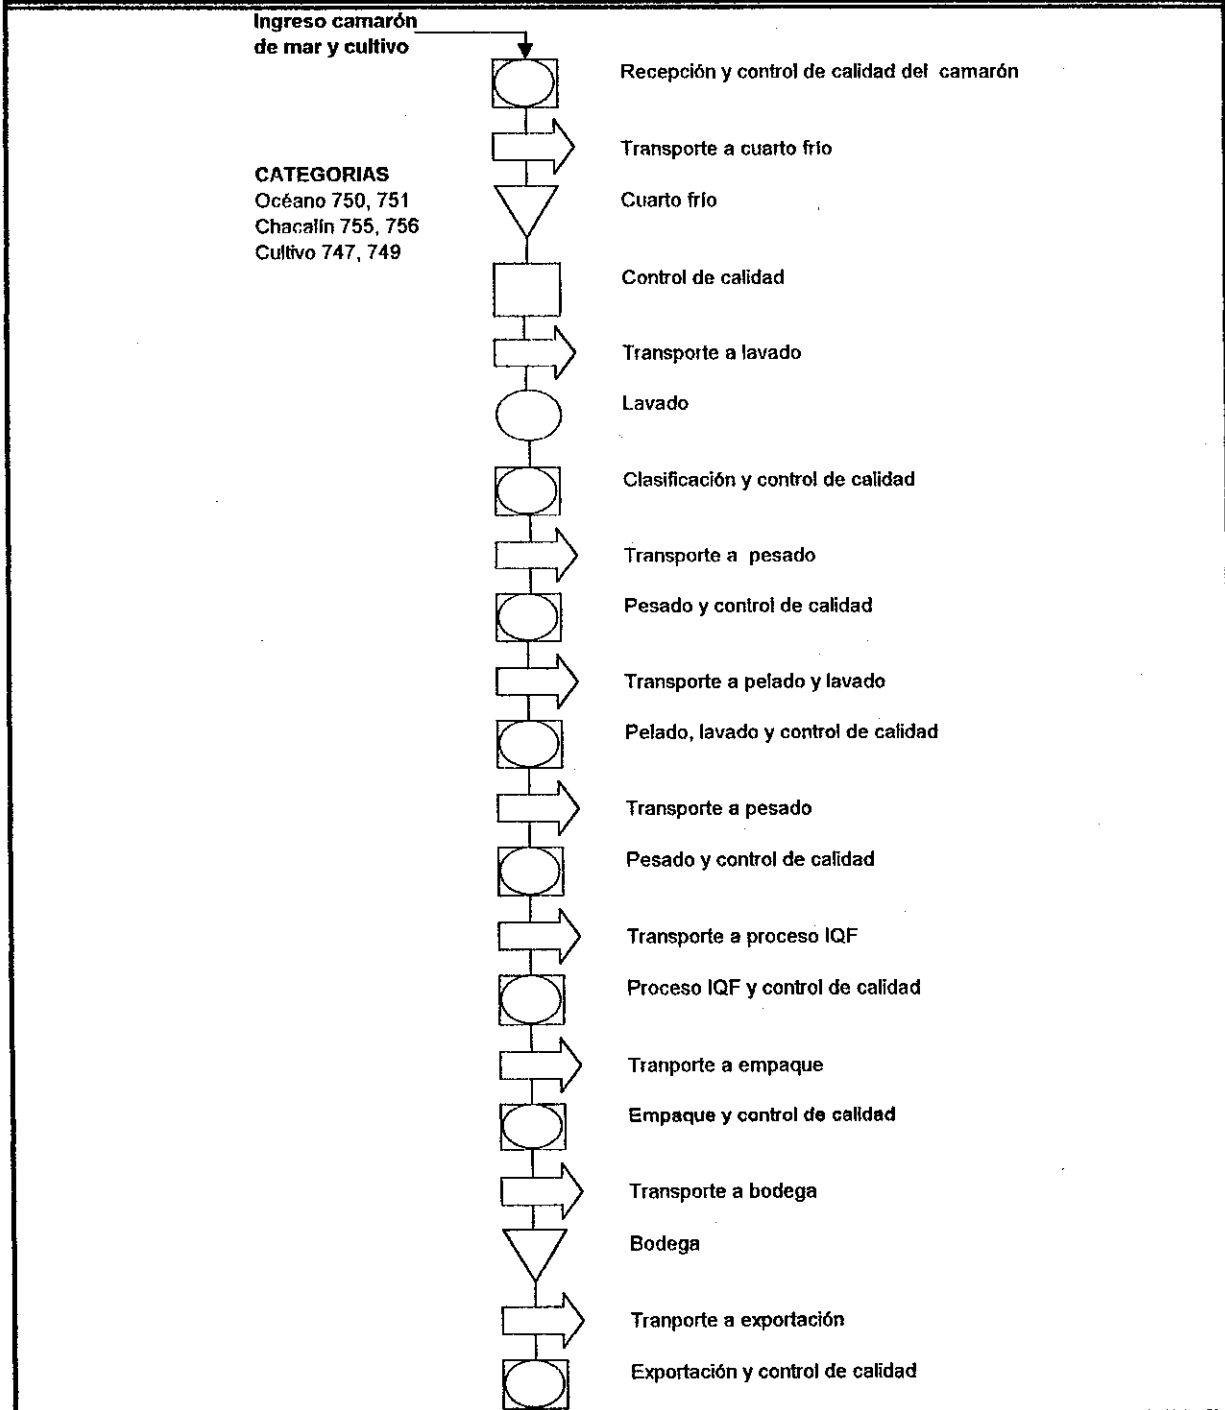 Ingreso camarón
de mar y cultivo
Recepción y control de calidad del camarón
Transporte a cuarto frío
CATEGORIAS
Océano 750, 751
Chacalín 755, 756
Cultivo 747, 749
Cuarto frío
Control de calidad
Transporte a lavado
Lavado
Clasificación y control de calidad
Transporte a pesado
Pesado y control de calidad
Transporte a pelado y lavado
Pelado, lavado y control de calidad
Transporte a pesado
Pesado y control de calidad
Transporte a proceso IQF
Proceso IQF y control de calidad
Tranporte a empaque
Empaque y control de calidad
Transporte a bodega
Bodega
Tranporte a exportación
Exportación y control de calidad